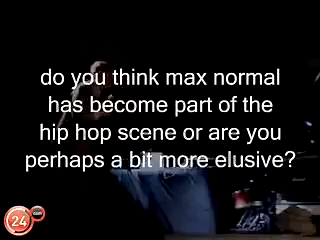 do you think max normal
has become part of the
hip hop scene or are you
perhaps a bit more elusive?
24
.com